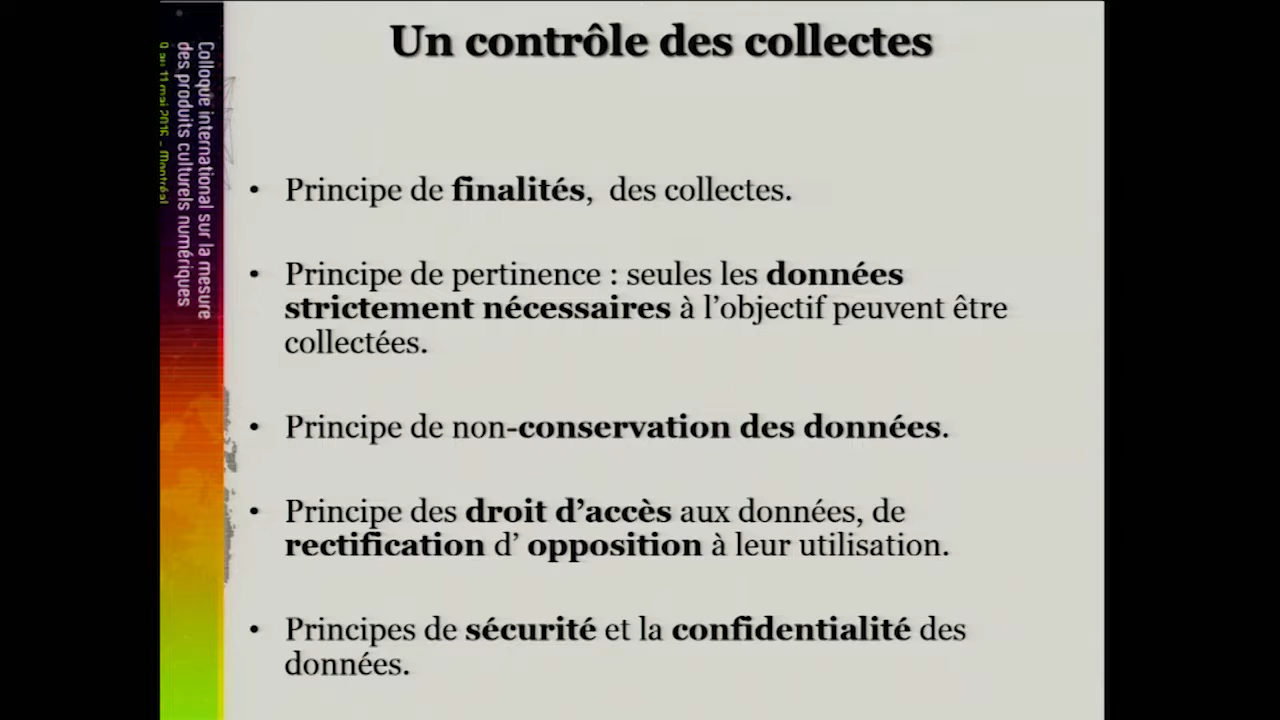 Un contrôle des collectes
• Principe de finalités, des collectes.
• Principe de pertinence : seules les données
strictement nécessaires à l’objectif peuvent être
collectées.
• Principe de non-conservation des données.
• Principe des droit d’accès aux données, de
rectification d’ opposition à leur utilisation.
• Principes de sécurité et la confidentialité des
données.
Colloque international sur la mesure
des produits culturels numériques
9 au 11 mai 2016 – Montréal